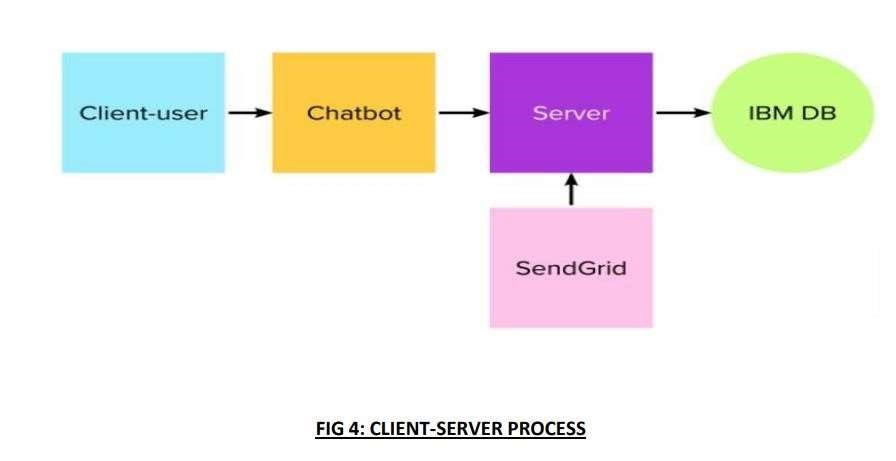 Client-user
Chatbot
Server
IBM DB
SendGrid
FIG 4: CLIENT-SERVER PROCESS